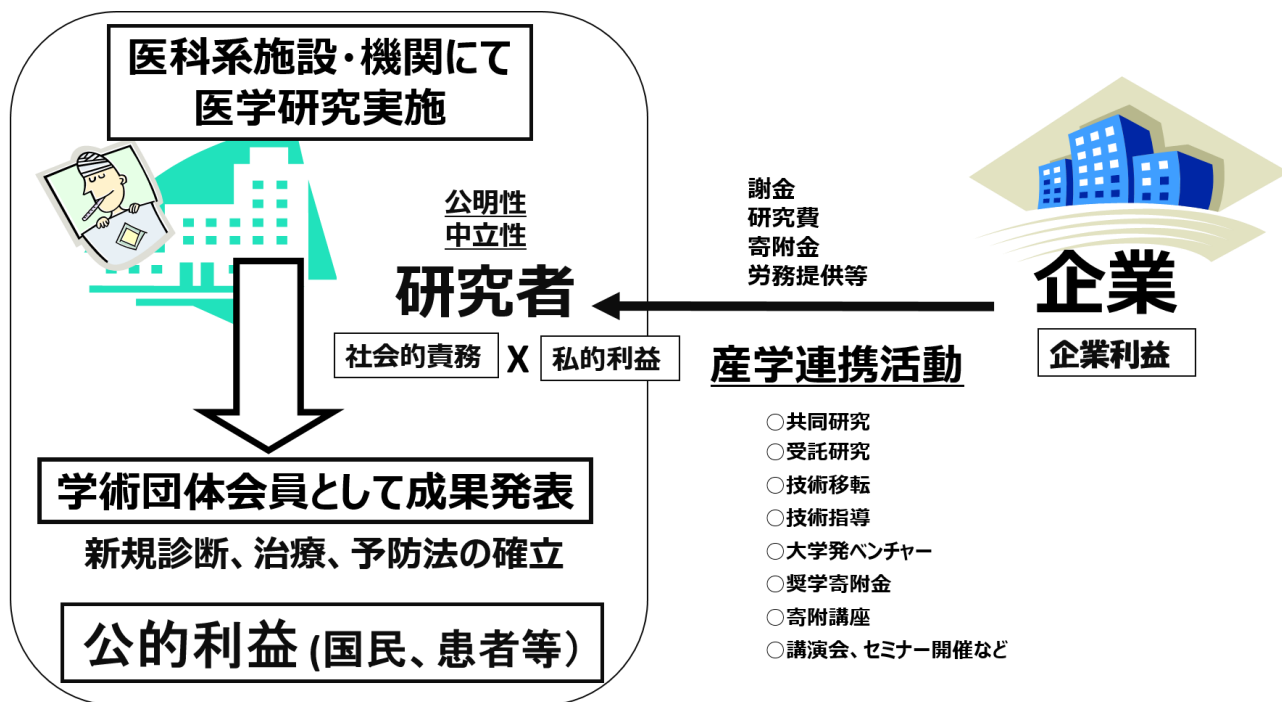 医科系施設・機関にて
医学研究実施
公明性
中立性
研究者
社会的責務 X 私的利益
学術団体会員として成果発表
新規診断、治療、予防法の確立
公的利益 (国民、患者等）
謝金
研究費
寄附金
労務提供等
産学連携活動
○共同研究
○受託研究
○技術移転
○技術指導
○大学発ベンチャー
○奨学寄附金
○寄附講座
○講演会、セミナー開催など
企業
企業利益